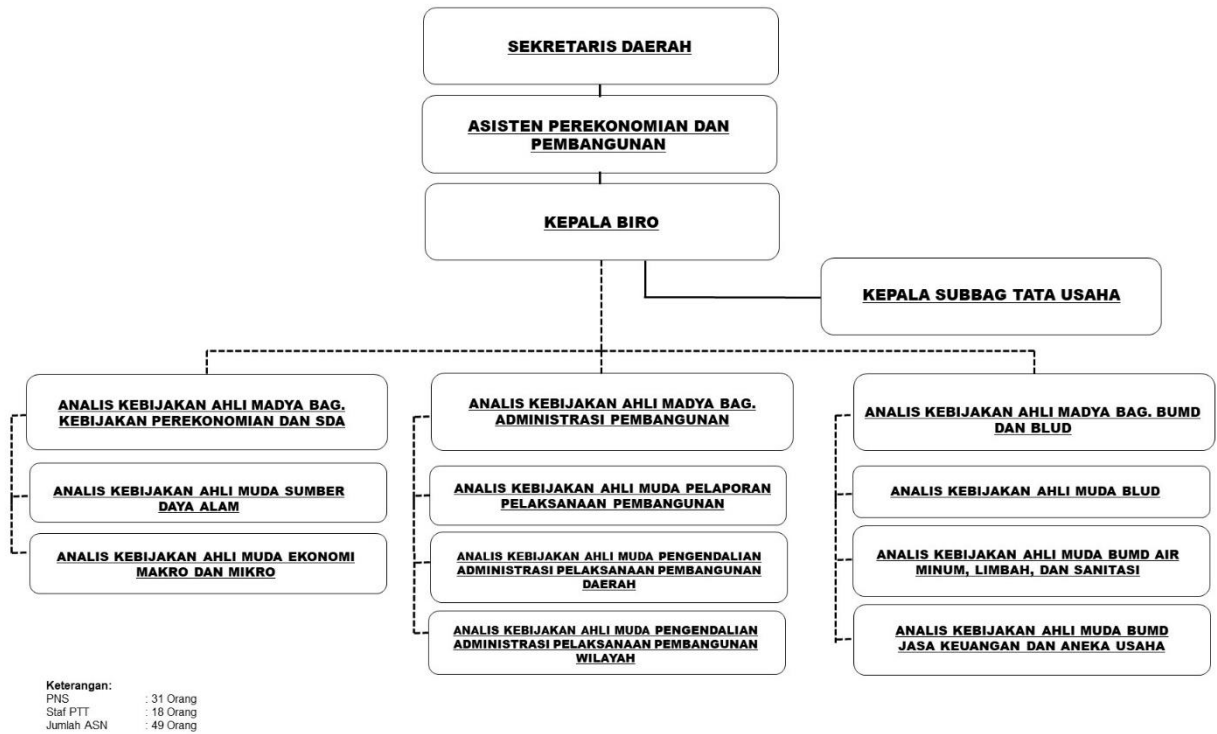 SEKRETARIS DAERAH
ASISTEN PEREKONOMIAN DAN
PEMBANGUNAN
KEPALA BIRO
KEPALA SUBBAG TATA USAHA
ANALIS KEBIJAKAN AHLI MADYA BAG.
KEBIJAKAN PEREKONOMIAN DAN SDA
ANALIS KEBIJAKAN AHLI MUDA SUMBER
DAYA ALAM
ANALIS KEBIJAKAN AHLI MUDA EKONOMI
MAKRO DAN MIKRO
ANALIS KEBIJAKAN AHLI MADYA BAG.
ADMINISTRASI PEMBANGUNAN
ANALIS KEBIJAKAN AHLI MUDA PELAPORAN
PELAKSANAAN PEMBANGUNAN
ANALIS KEBIJAKAN AHLI MUDA PENGENDALIAN
ADMINISTRASI PELAKSANAAN PEMBANGUNAN
DAERAH
ANALIS KEBIJAKAN AHLI MUDA PENGENDALIAN
ADMINISTRASI PELAKSANAAN PEMBANGUNAN
WILAYAH
ANALIS KEBIJAKAN AHLI MADYA BAG. BUMD
DAN BLUD
ANALIS KEBIJAKAN AHLI MUDA BLUD
ANALIS KEBIJAKAN AHLI MUDA BUMD AIR
MINUM, LIMBAH, DAN SANITASI
ANALIS KEBIJAKAN AHLI MUDA BUMD
JASA KEUANGAN DAN ANEKA USAHA
Keterangan:
PNS : 31 Orang
Staf PTT : 18 Orang
Jumlah ASN : 49 Orang